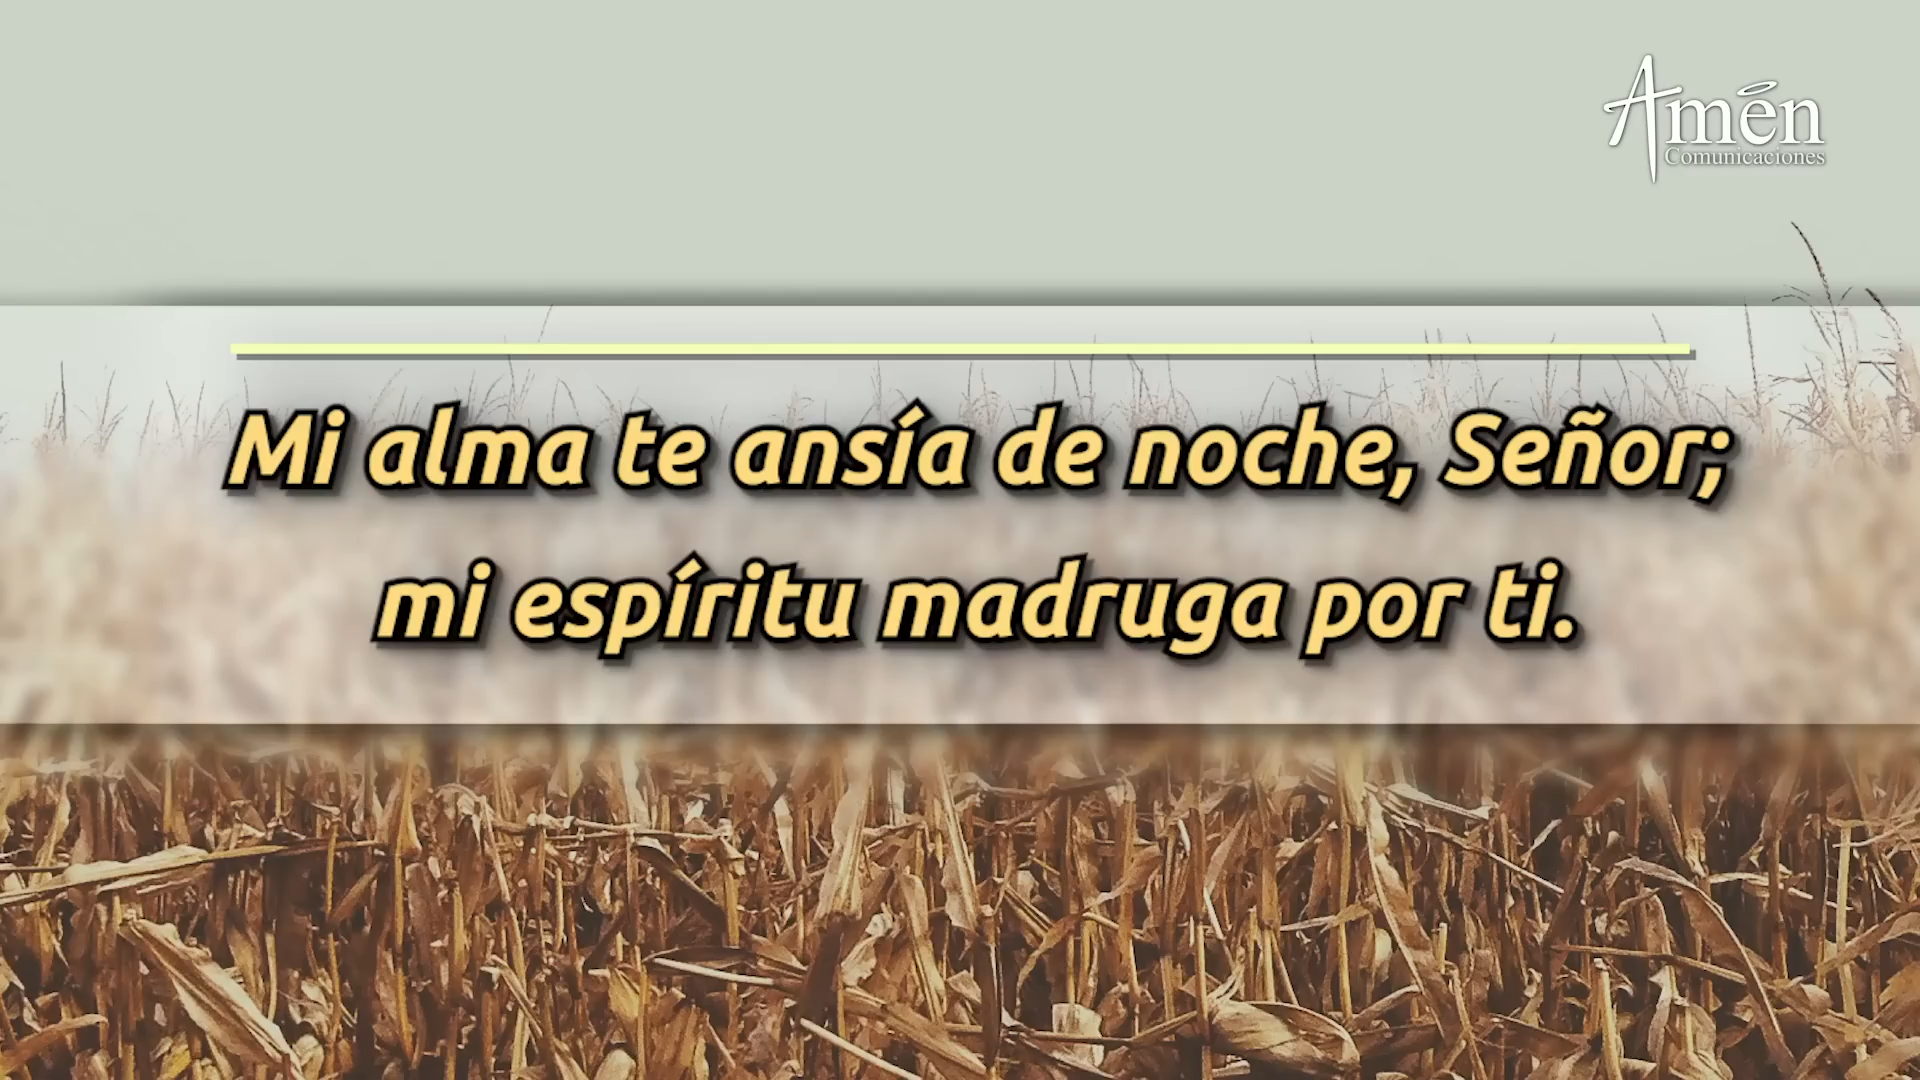 Amén
Comunicaciones
Mi alma te ansía de noche, Señor;
mi espíritu madruga por ti.